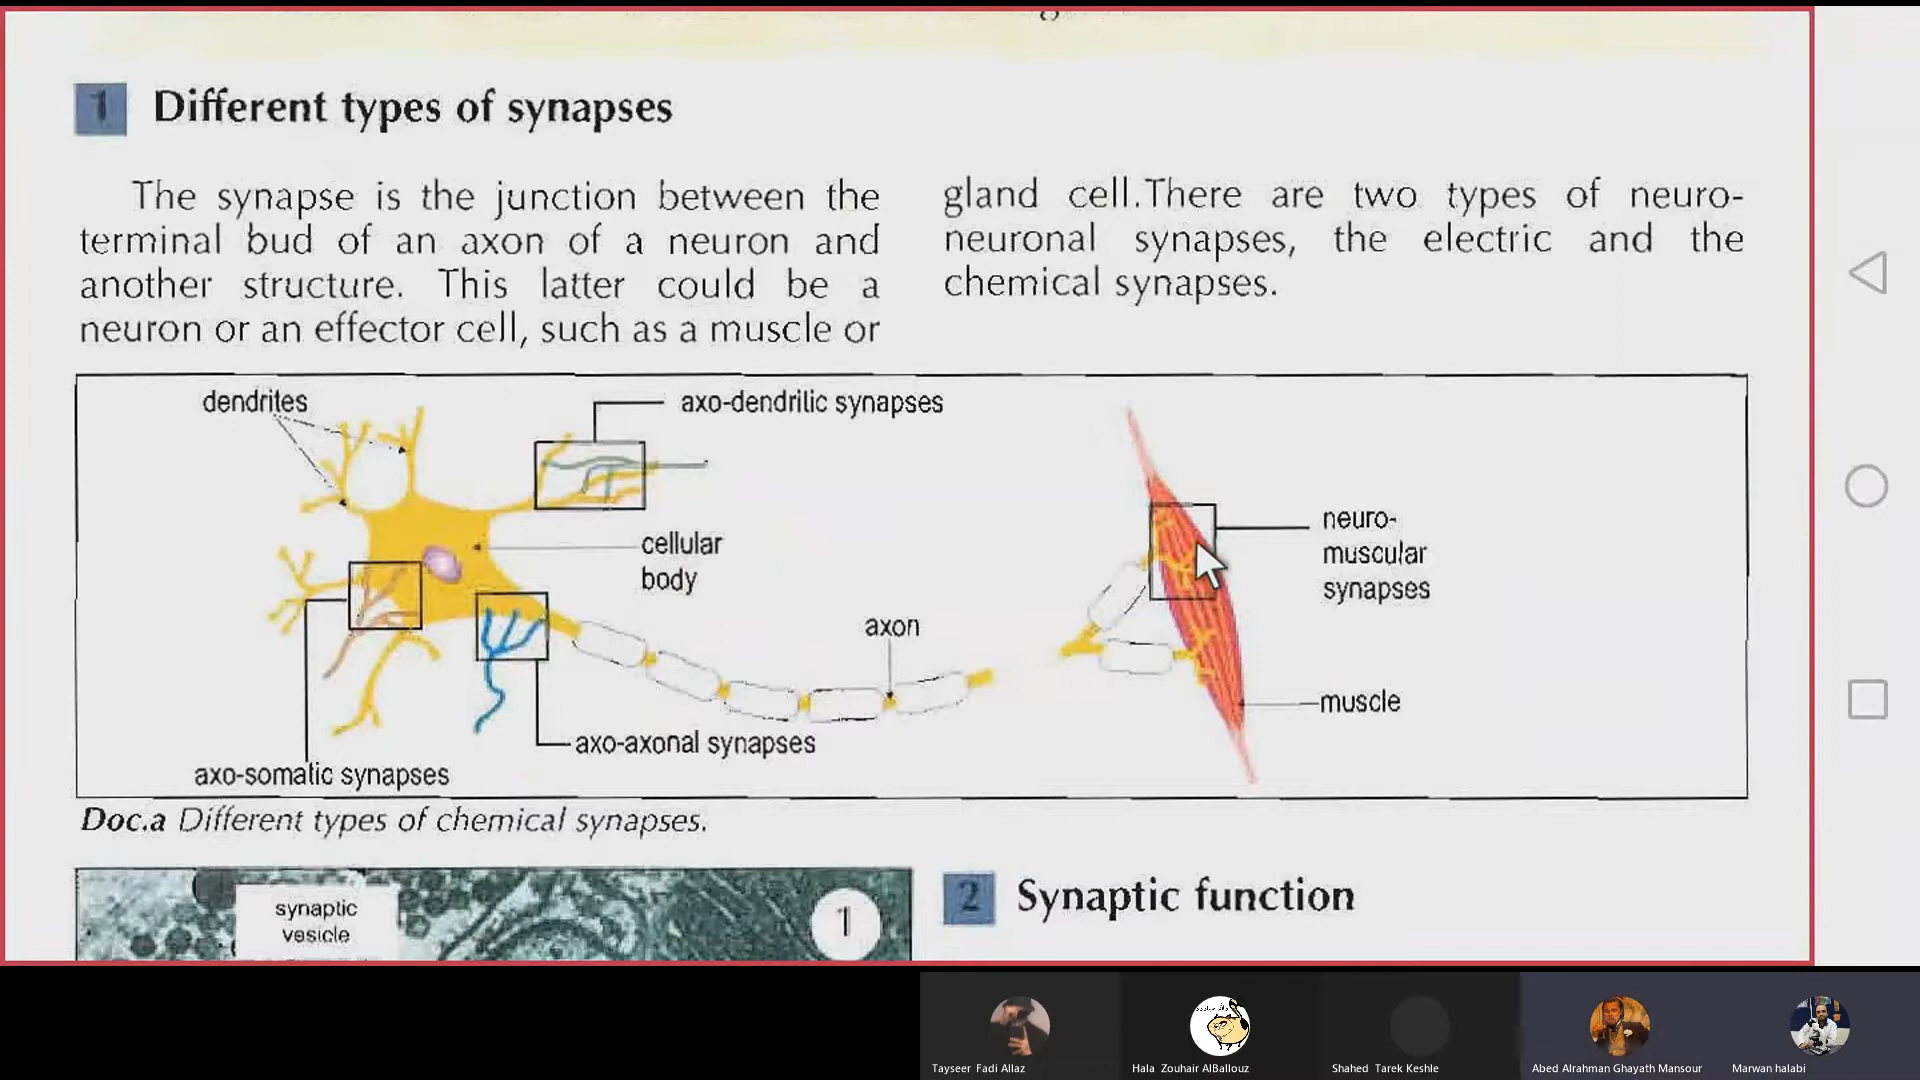 1 Different types of synapses
The synapse is the junction between the
terminal bud of an axon of a neuron and
another structure. This latter could be a
neuron or an effector cell, such as a muscle or
gland cell.There are two types of neuro-
neuronal synapses, the electric and the
chemical synapses.
dendrites
axo-dendrilic synapses
cellular
body
axon
neuro-
muscular
synapses
muscle
axo-axonal synapses
axo-somatic synapses
Doc.a Different types of chemical synapses.
synaptic
vesicle
1
2 Synaptic function
Tayseer Fadi Allaz
Hala Zouhair AlBallouz
Shahed Tarek Keshle
Abed Alrahman Ghayath Mansour
Marwan halabi